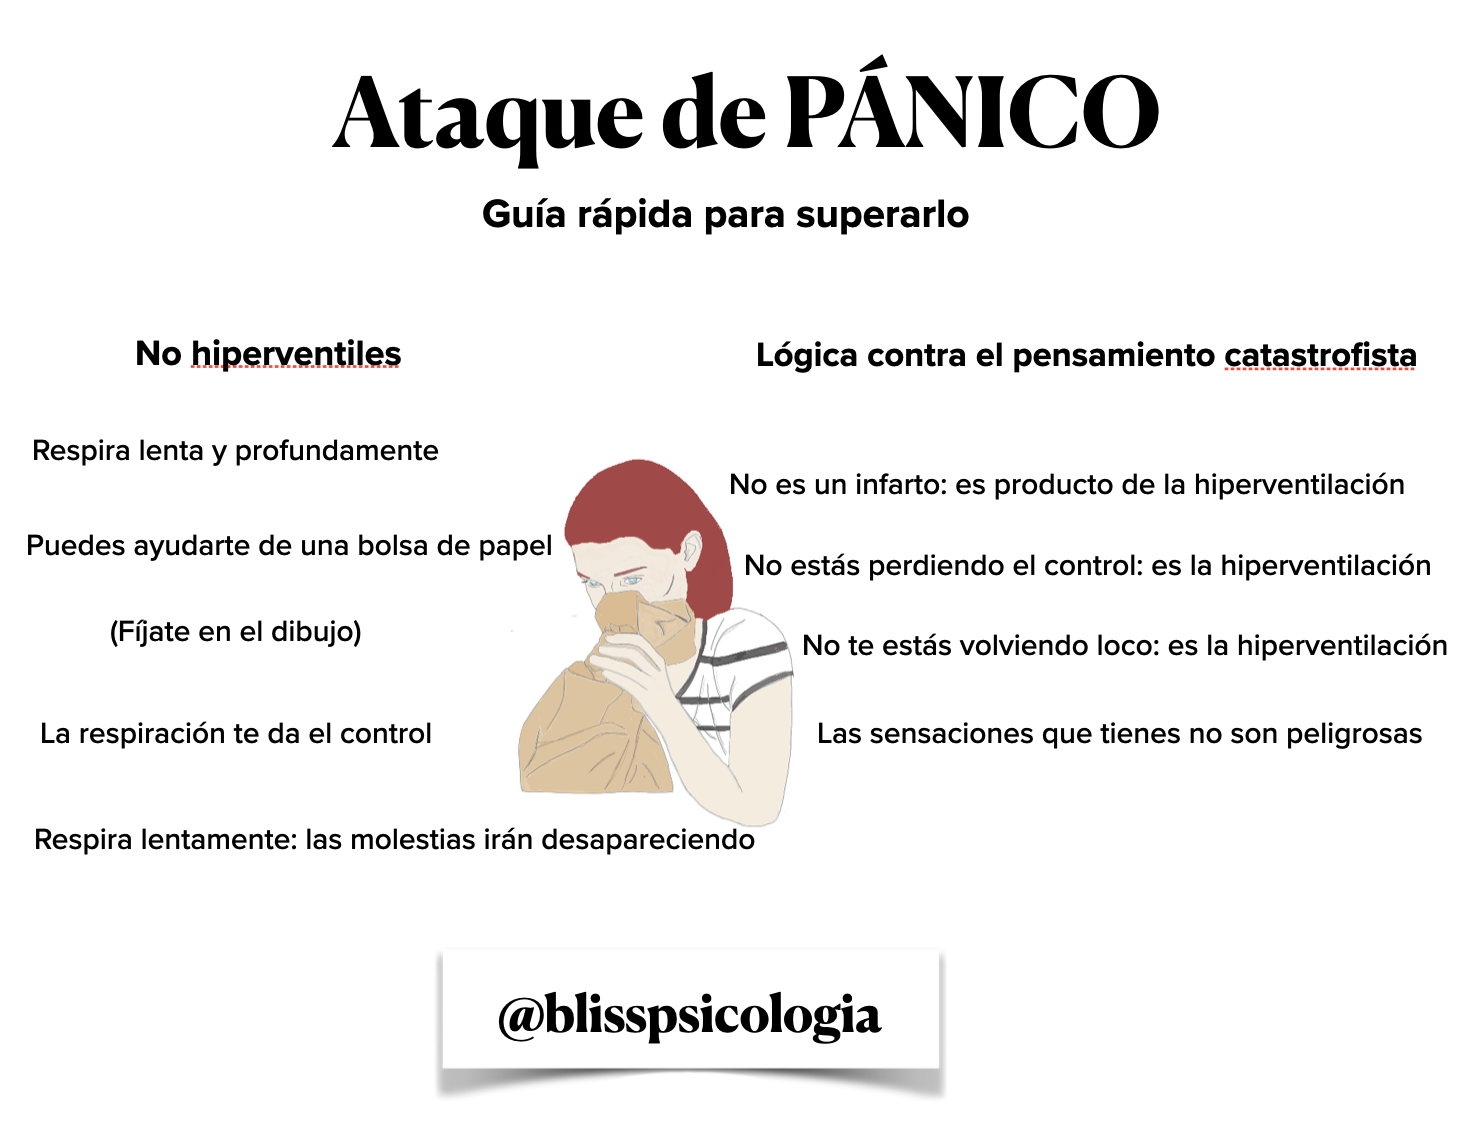 Ataque de PÁNICO
Guía rápida para superarlo
No hiperventiles
Respira lenta y profundamente
Puedes ayudarte de una bolsa de papel
(Fíjate en el dibujo)
La respiración te da el control
Respira lentamente: las molestias irán desapareciendo
Lógica contra el pensamiento catastrofista
No es un infarto: es producto de la hiperventilación
No estás perdiendo el control: es la hiperventilación
No te estás volviendo loco: es la hiperventilación
Las sensaciones que tienes no son peligrosas
@blisspsicologia